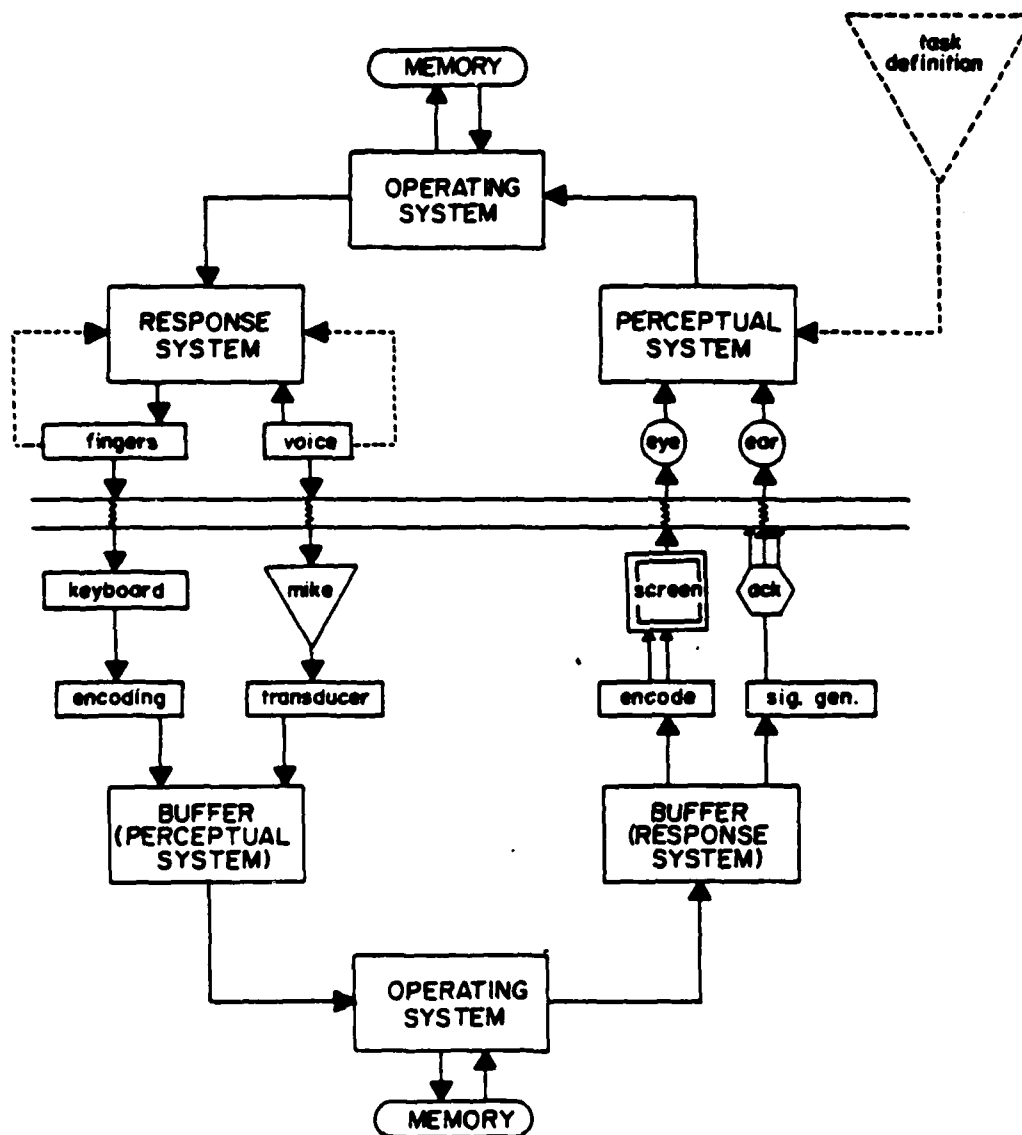 task
definition
MEMORY
OPERATING
SYSTEM
RESPONSE
SYSTEM
PERCEPTUAL
SYSTEM
fingers
voice
eye
ear
keyboard
mike
screen
ack
encoding
transducer
encode
sig. gen.
BUFFER
(PERCEPTUAL
SYSTEM)
BUFFER
(RESPONSE
SYSTEM)
OPERATING
SYSTEM
MEMORY